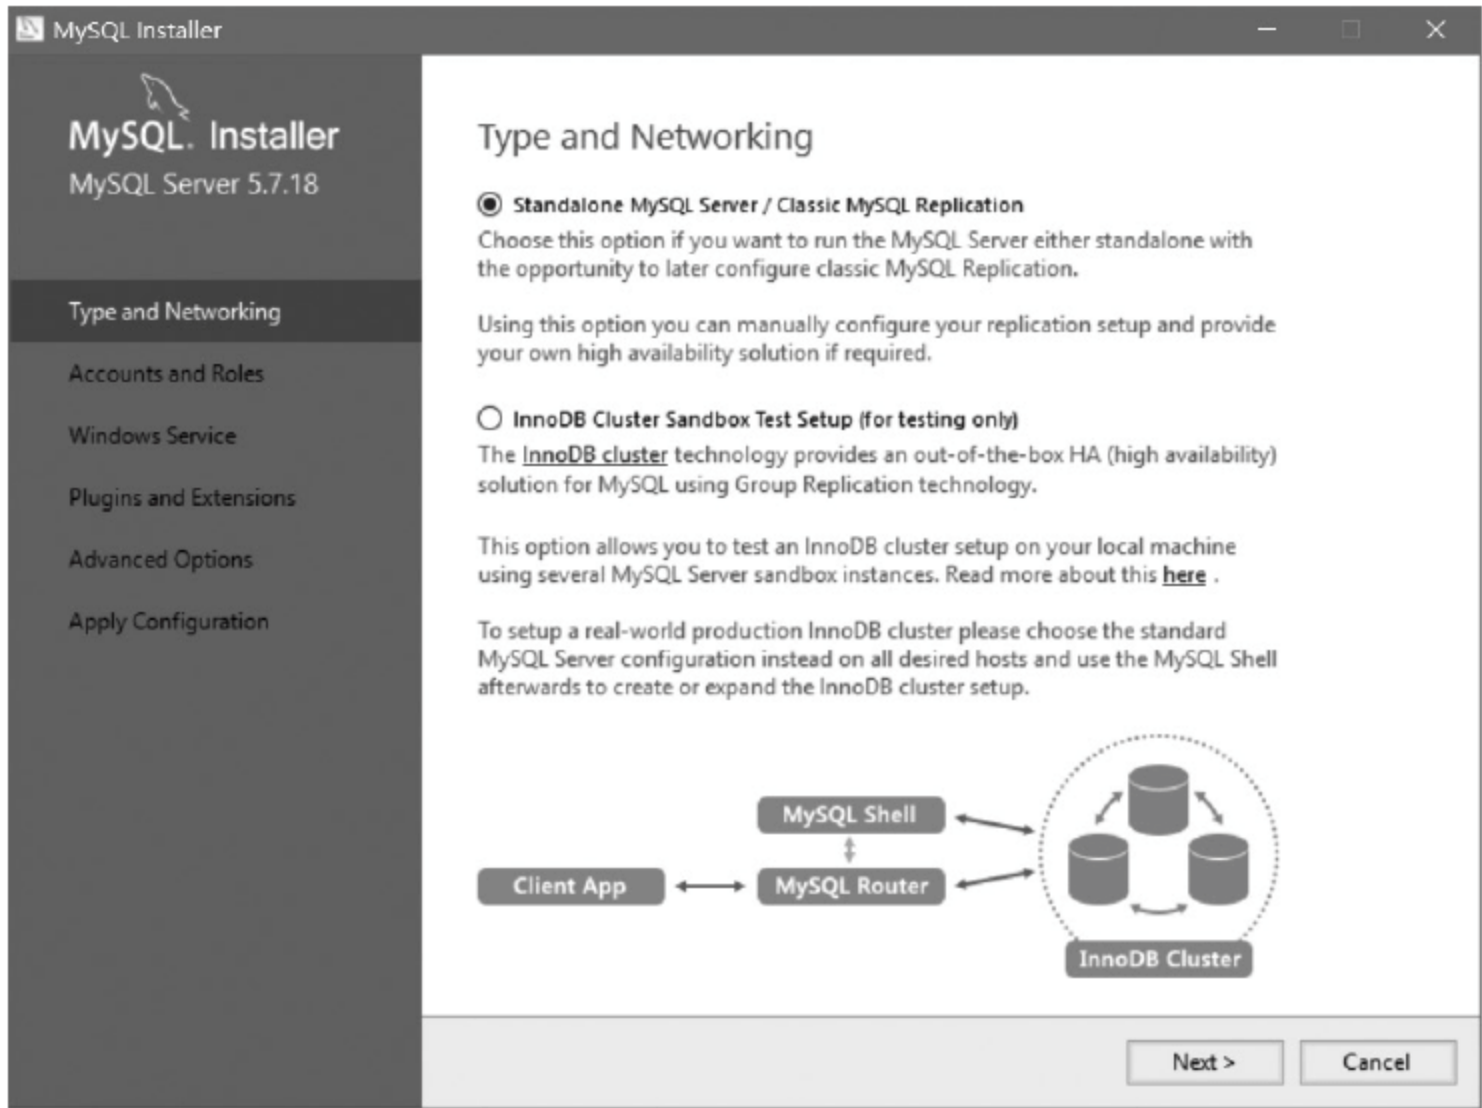 MySQL Installer
MySQL. Installer
MySQL Server 5.7.18
Type and Networking
Accounts and Roles
Windows Service
Plugins and Extensions
Advanced Options
Apply Configuration
Type and Networking
Standalone MySQL Server / Classic MySQL Replication
Choose this option if you want to run the MySQL Server either standalone with
the opportunity to later configure classic MySQL Replication.
Using this option you can manually configure your replication setup and provide
your own high availability solution if required.
InnoDB Cluster Sandbox Test Setup (for testing only)
The InnoDB cluster technology provides an out-of-the-box HA (high availability)
solution for MySQL using Group Replication technology.
This option allows you to test an InnoDB cluster setup on your local machine
using several MySQL Server sandbox instances. Read more about this here .
To setup a real-world production InnoDB cluster please choose the standard
MySQL Server configuration instead on all desired hosts and use the MySQL Shell
afterwards to create or expand the InnoDB cluster setup.
MySQL Shell
Client App
MySQL Router
InnoDB Cluster
Next >
Cancel